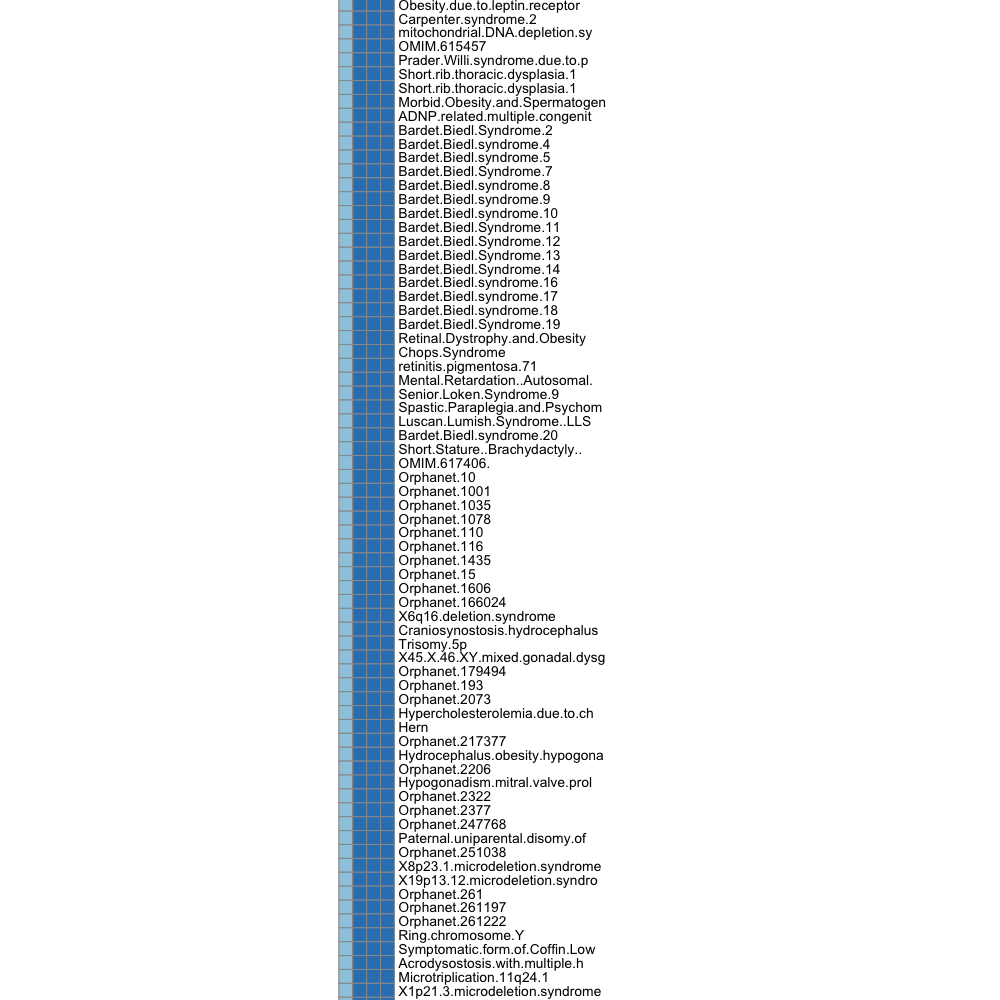 Obesity.due.to.leptin.receptor
Carpenter.syndrome.2
mitochondrial.DNA.depletion.sy
OMIM.615457
Prader.Willi.syndrome.due.to.p
Short.rib.thoracic.dysplasia.1
Short.rib.thoracic.dysplasia.1
Morbid.Obesity.and.Spermatogen
ADNP.related.multiple.congenit
Bardet.Biedl.Syndrome.2
Bardet.Biedl.syndrome.4
Bardet.Biedl.syndrome.5
Bardet.Biedl.Syndrome.7
Bardet.Biedl.syndrome.8
Bardet.Biedl.syndrome.9
Bardet.Biedl.syndrome.10
Bardet.Biedl.Syndrome.11
Bardet.Biedl.Syndrome.12
Bardet.Biedl.Syndrome.13
Bardet.Biedl.Syndrome.14
Bardet.Biedl.syndrome.16
Bardet.Biedl.syndrome.17
Bardet.Biedl.syndrome.18
Bardet.Biedl.Syndrome.19
Retinal.Dystrophy.and.Obesity
Chops.Syndrome
retinitis.pigmentosa.71
Mental.Retardation..Autosomal.
Senior.Loken.Syndrome.9
Spastic.Paraplegia.and.Psychom
Luscan.Lumish.Syndrome..LLS
Bardet.Biedl.syndrome.20
Short.Stature..Brachydactyly..
OMIM.617406.
Orphanet.10
Orphanet.1001
Orphanet.1035
Orphanet.1078
Orphanet.110
Orphanet.116
Orphanet.1435
Orphanet.15
Orphanet.1606
Orphanet.166024
X6q16.deletion.syndrome
Craniosynostosis.hydrocephalus
Trisomy.5p
X45.X.46.XY.mixed.gonadal.dysg
Orphanet.179494
Orphanet.193
Orphanet.2073
Hypercholesterolemia.due.to.ch
Hern
Orphanet.217377
Hydrocephalus.obesity.hypogona
Orphanet.2206
Hypogonadism.mitral.valve.prol
Orphanet.2322
Orphanet.2377
Orphanet.247768
Paternal.uniparental.disomy.of
Orphanet.251038
X8p23.1.microdeletion.syndrome
X19p13.12.microdeletion.syndro
Orphanet.261
Orphanet.261197
Orphanet.261222
Ring.chromosome.Y
Symptomatic.form.of.Coffin.Low
Acrodysostosis.with.multiple.h
Microtriplication.11q24.1
X1p21.3.microdeletion.syndrome